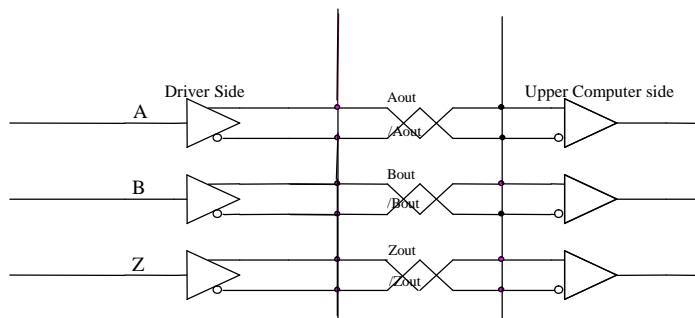 Driver Side
Upper Computer side
A
Aout
/Aout
B
Bout
/Bout
Z
Zout
/Zout